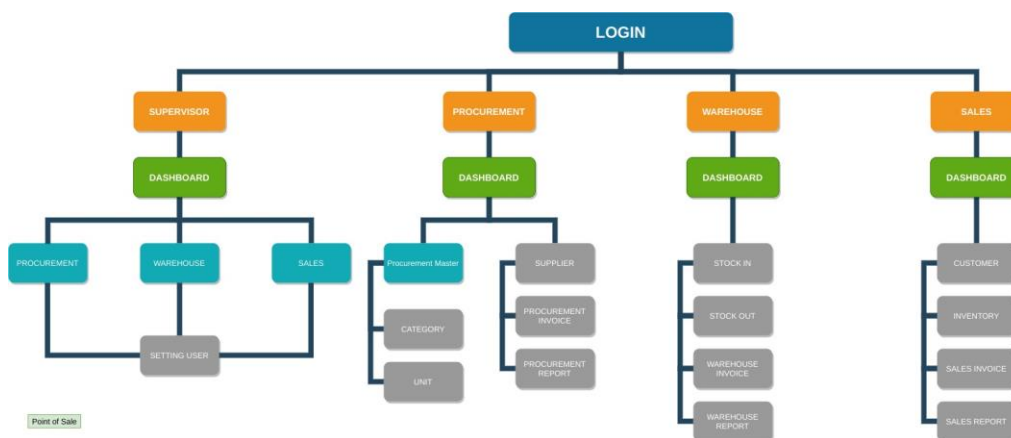 LOGIN
SUPERVISOR
PROCUREMENT
WAREHOUSE
SALES
DASHBOARD
DASHBOARD
DASHBOARD
DASHBOARD
PROCUREMENT
WAREHOUSE
SALES
Procurement Master
SUPPLIER
STOCK IN
CUSTOMER
CATEGORY
PROCUREMENT
INVOICE
STOCK OUT
INVENTORY
SETTING USER
UNIT
PROCUREMENT
REPORT
WAREHOUSE
INVOICE
SALES INVOICE
Point of Sale
WAREHOUSE
REPORT
SALES REPORT